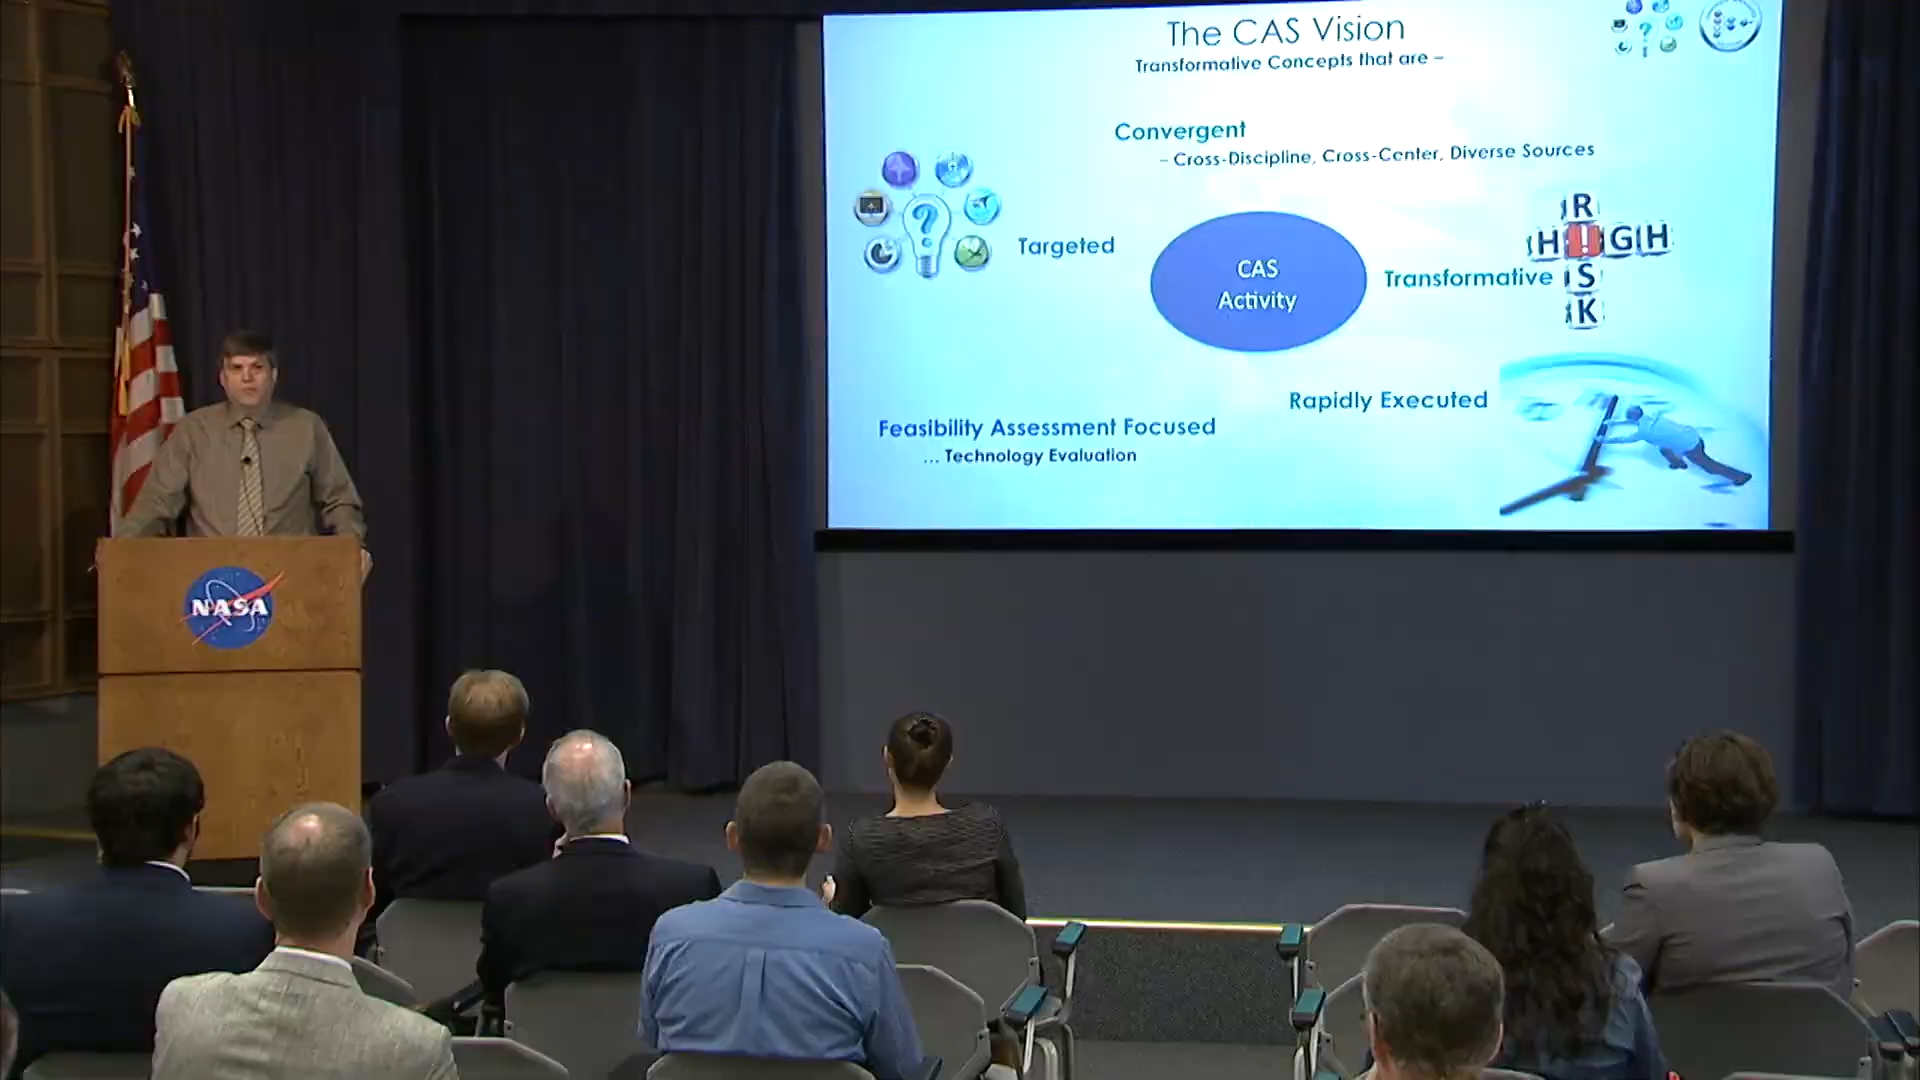 The CAS Vision
Transformative Concepts that are –
Convergent
– Cross-Discipline, Cross-Center, Diverse Sources
Targeted
CAS
Activity
Transformative
R
H!GH
S
K
Rapidly Executed
Feasibility Assessment Focused
... Technology Evaluation
NASA